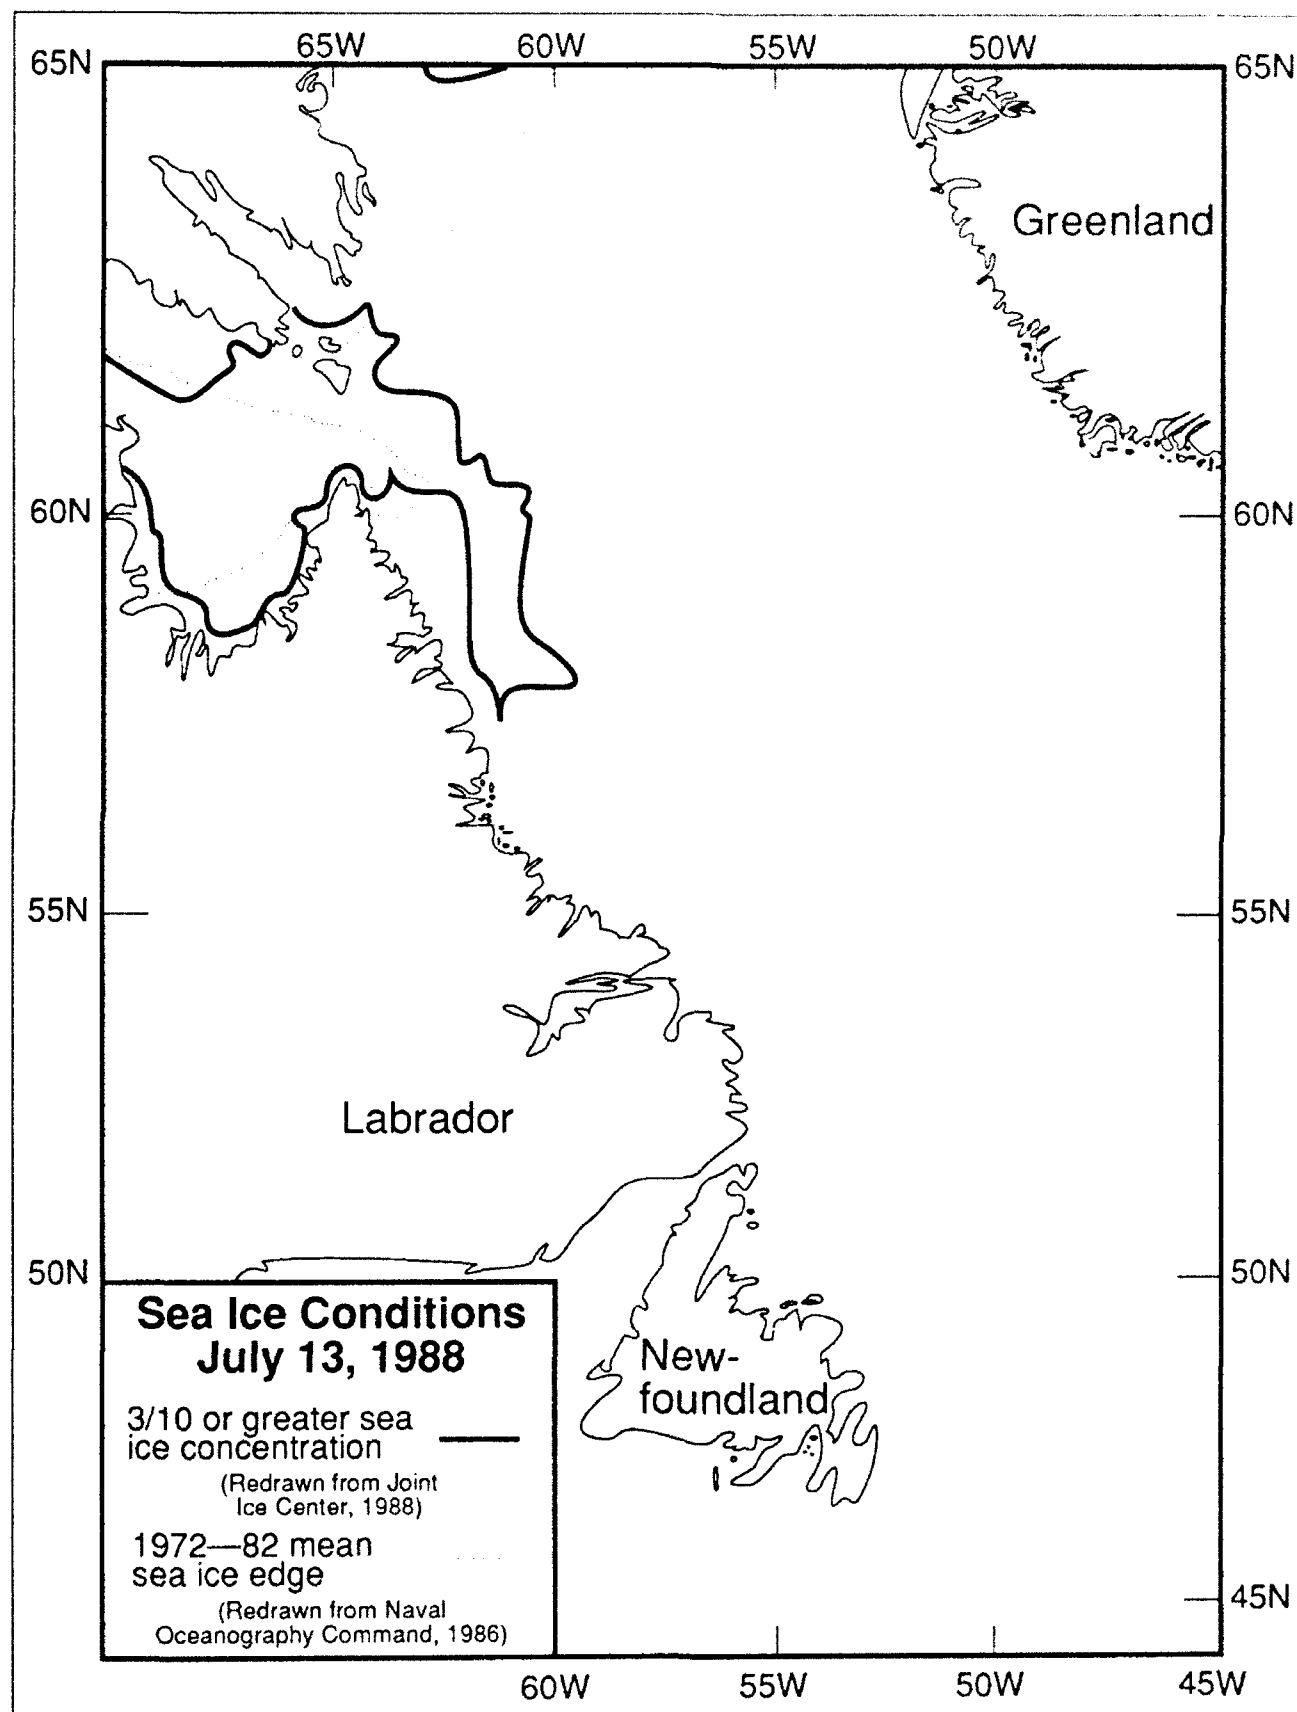 65W 60W 55W 50W
65N 65N
Greenland
60N 60N
55N 55N
Labrador
50N 50N
Sea Ice Conditions
July 13, 1988
New-
foundland
3/10 or greater sea
ice concentration
(Redrawn from Joint
Ice Center, 1988)
1972—82 mean
sea ice edge
(Redrawn from Naval
Oceanography Command, 1986)
45N
60W 55W 50W 45W